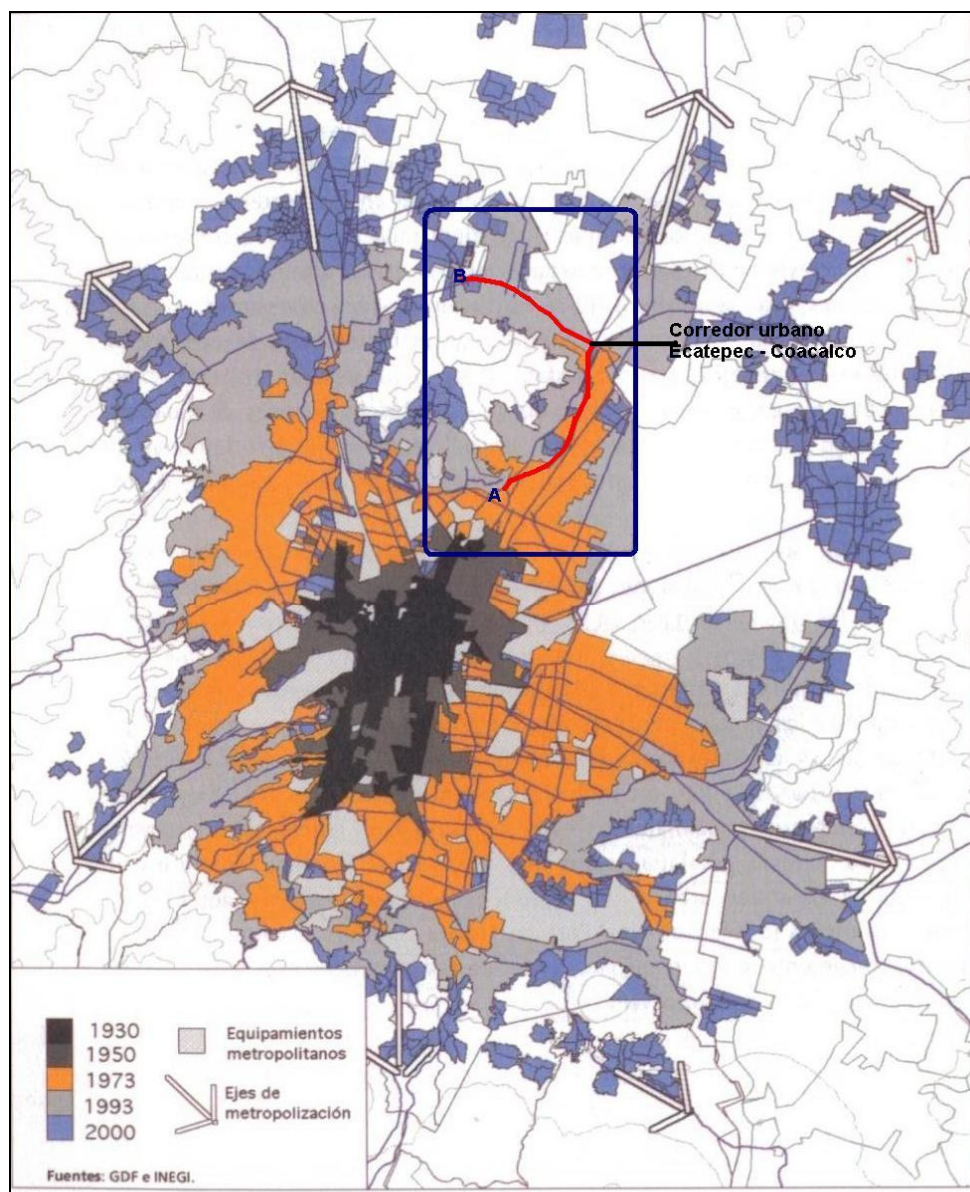 B
Corredor urbano
Ecatepec - Coacalco
A
1930
1950
1973
1993
2000
Equipamientos
metropolitanos
Ejes de
metropolización
Fuentes: GDF e INEGI.